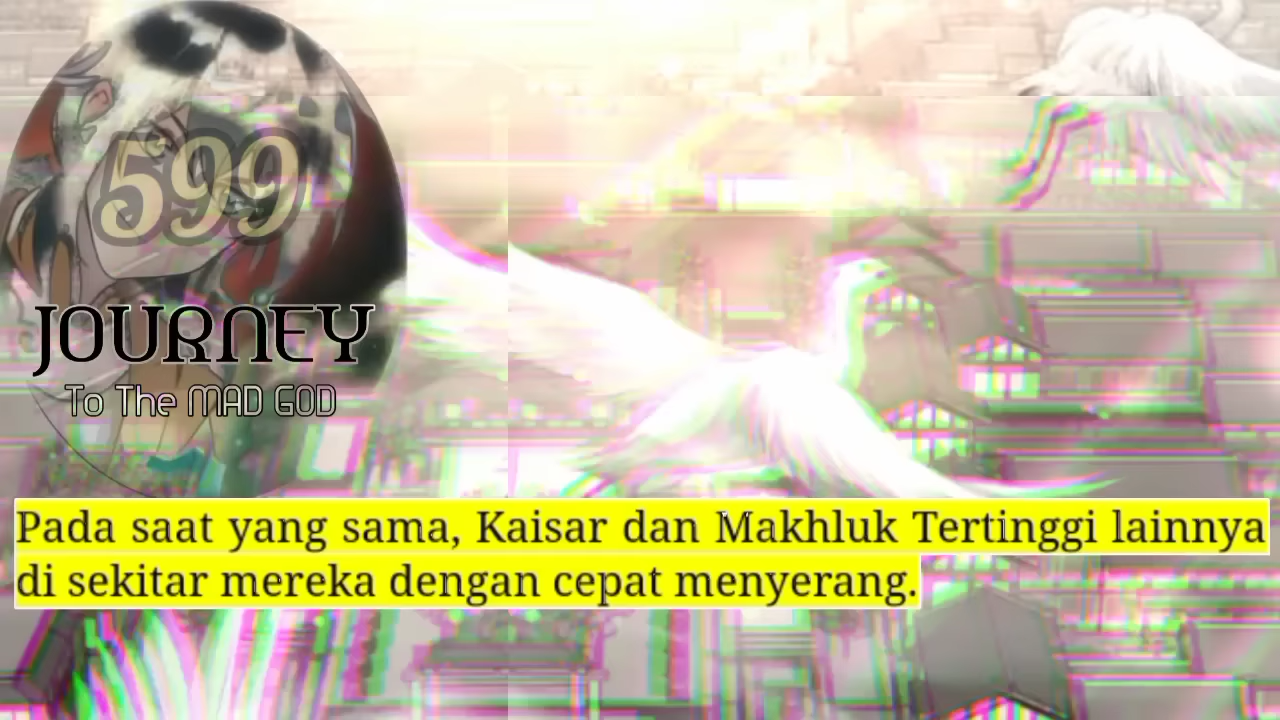 599
JOURNEY
To The MAD GOD
Pada saat yang sama, Kaisar dan Makhluk Tertinggi lainnya
di sekitar mereka dengan cepat menyerang.